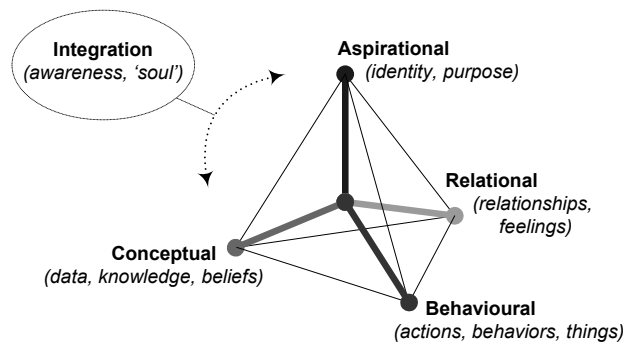 Integration
(awareness, ‘soul’)
Aspirational
(identity, purpose)
Relational
(relationships,
feelings)
Conceptual
(data, knowledge, beliefs)
Behavioural
(actions, behaviors, things)